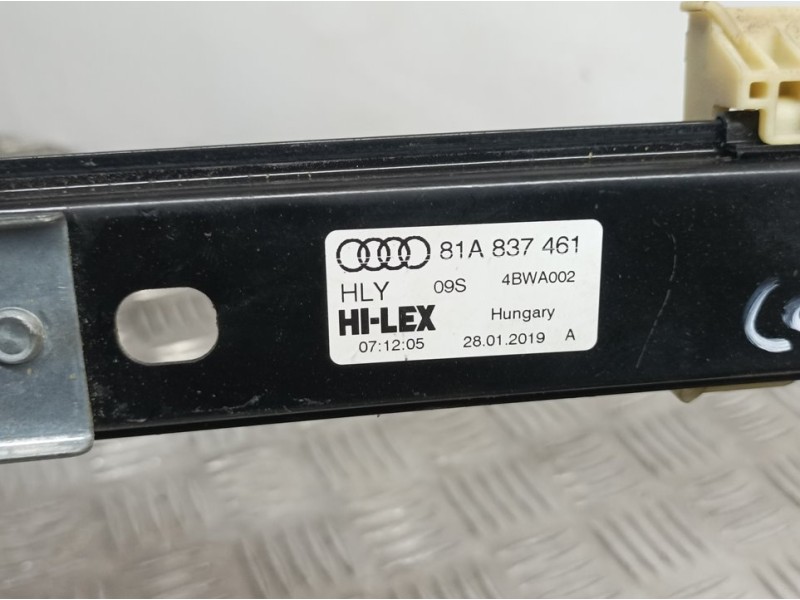 81A 837 461
HLY 09S 4BWA002
HI-LEX Hungary
07:12:05 28.01.2019 A